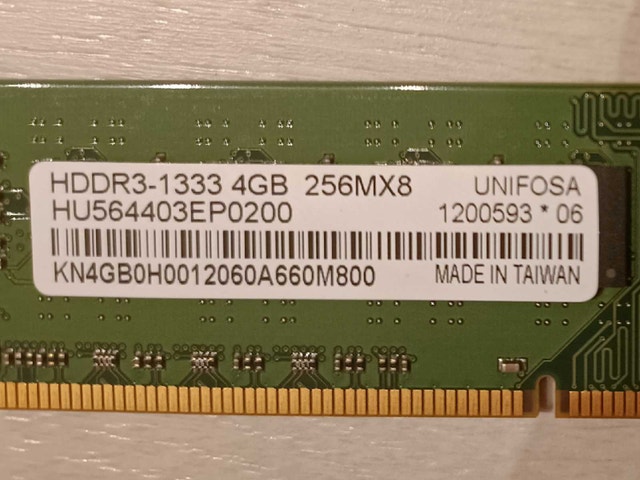 HDDR3-1333 4GB 256MX8 UNIFOSA
HU564403EP0200 1200593 * 06
KN4GB0H0012060A660M800 MADE IN TAIWAN